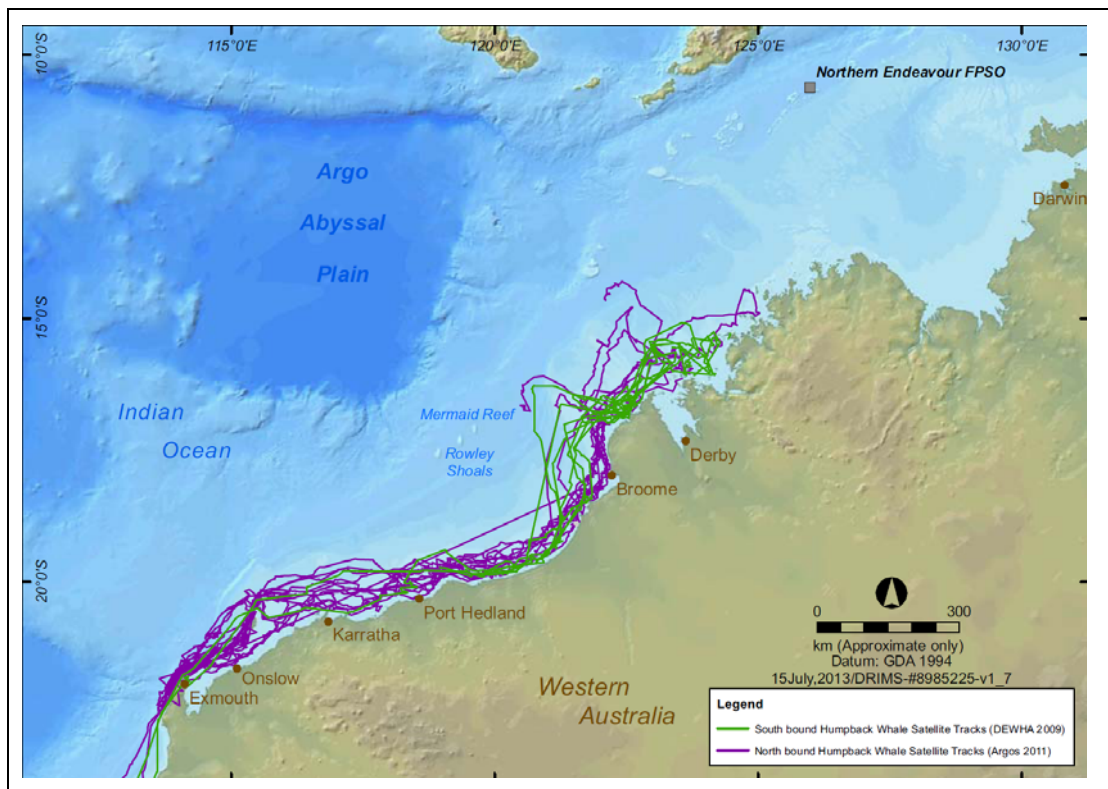 115°0'E 120°0'E 125°0'E 130°0'E
10°0'S
Northern Endeavour FPSO
Argo
Abyssal
Plain
Darwin
15°0'S
Indian
Ocean
Mermaid Reef
Rowley
Shoals
Derby
Broome
20°0'S
Port Hedland
Karratha
Onslow
Exmouth
Western
Australia
0 300
km (Approximate only)
Datum: GDA 1994
15July,2013/DRIMS-#8985225-v1_7
Legend
South bound Humpback Whale Satellite Tracks (DEWHA 2009)
North bound Humpback Whale Satellite Tracks (Argos 2011)